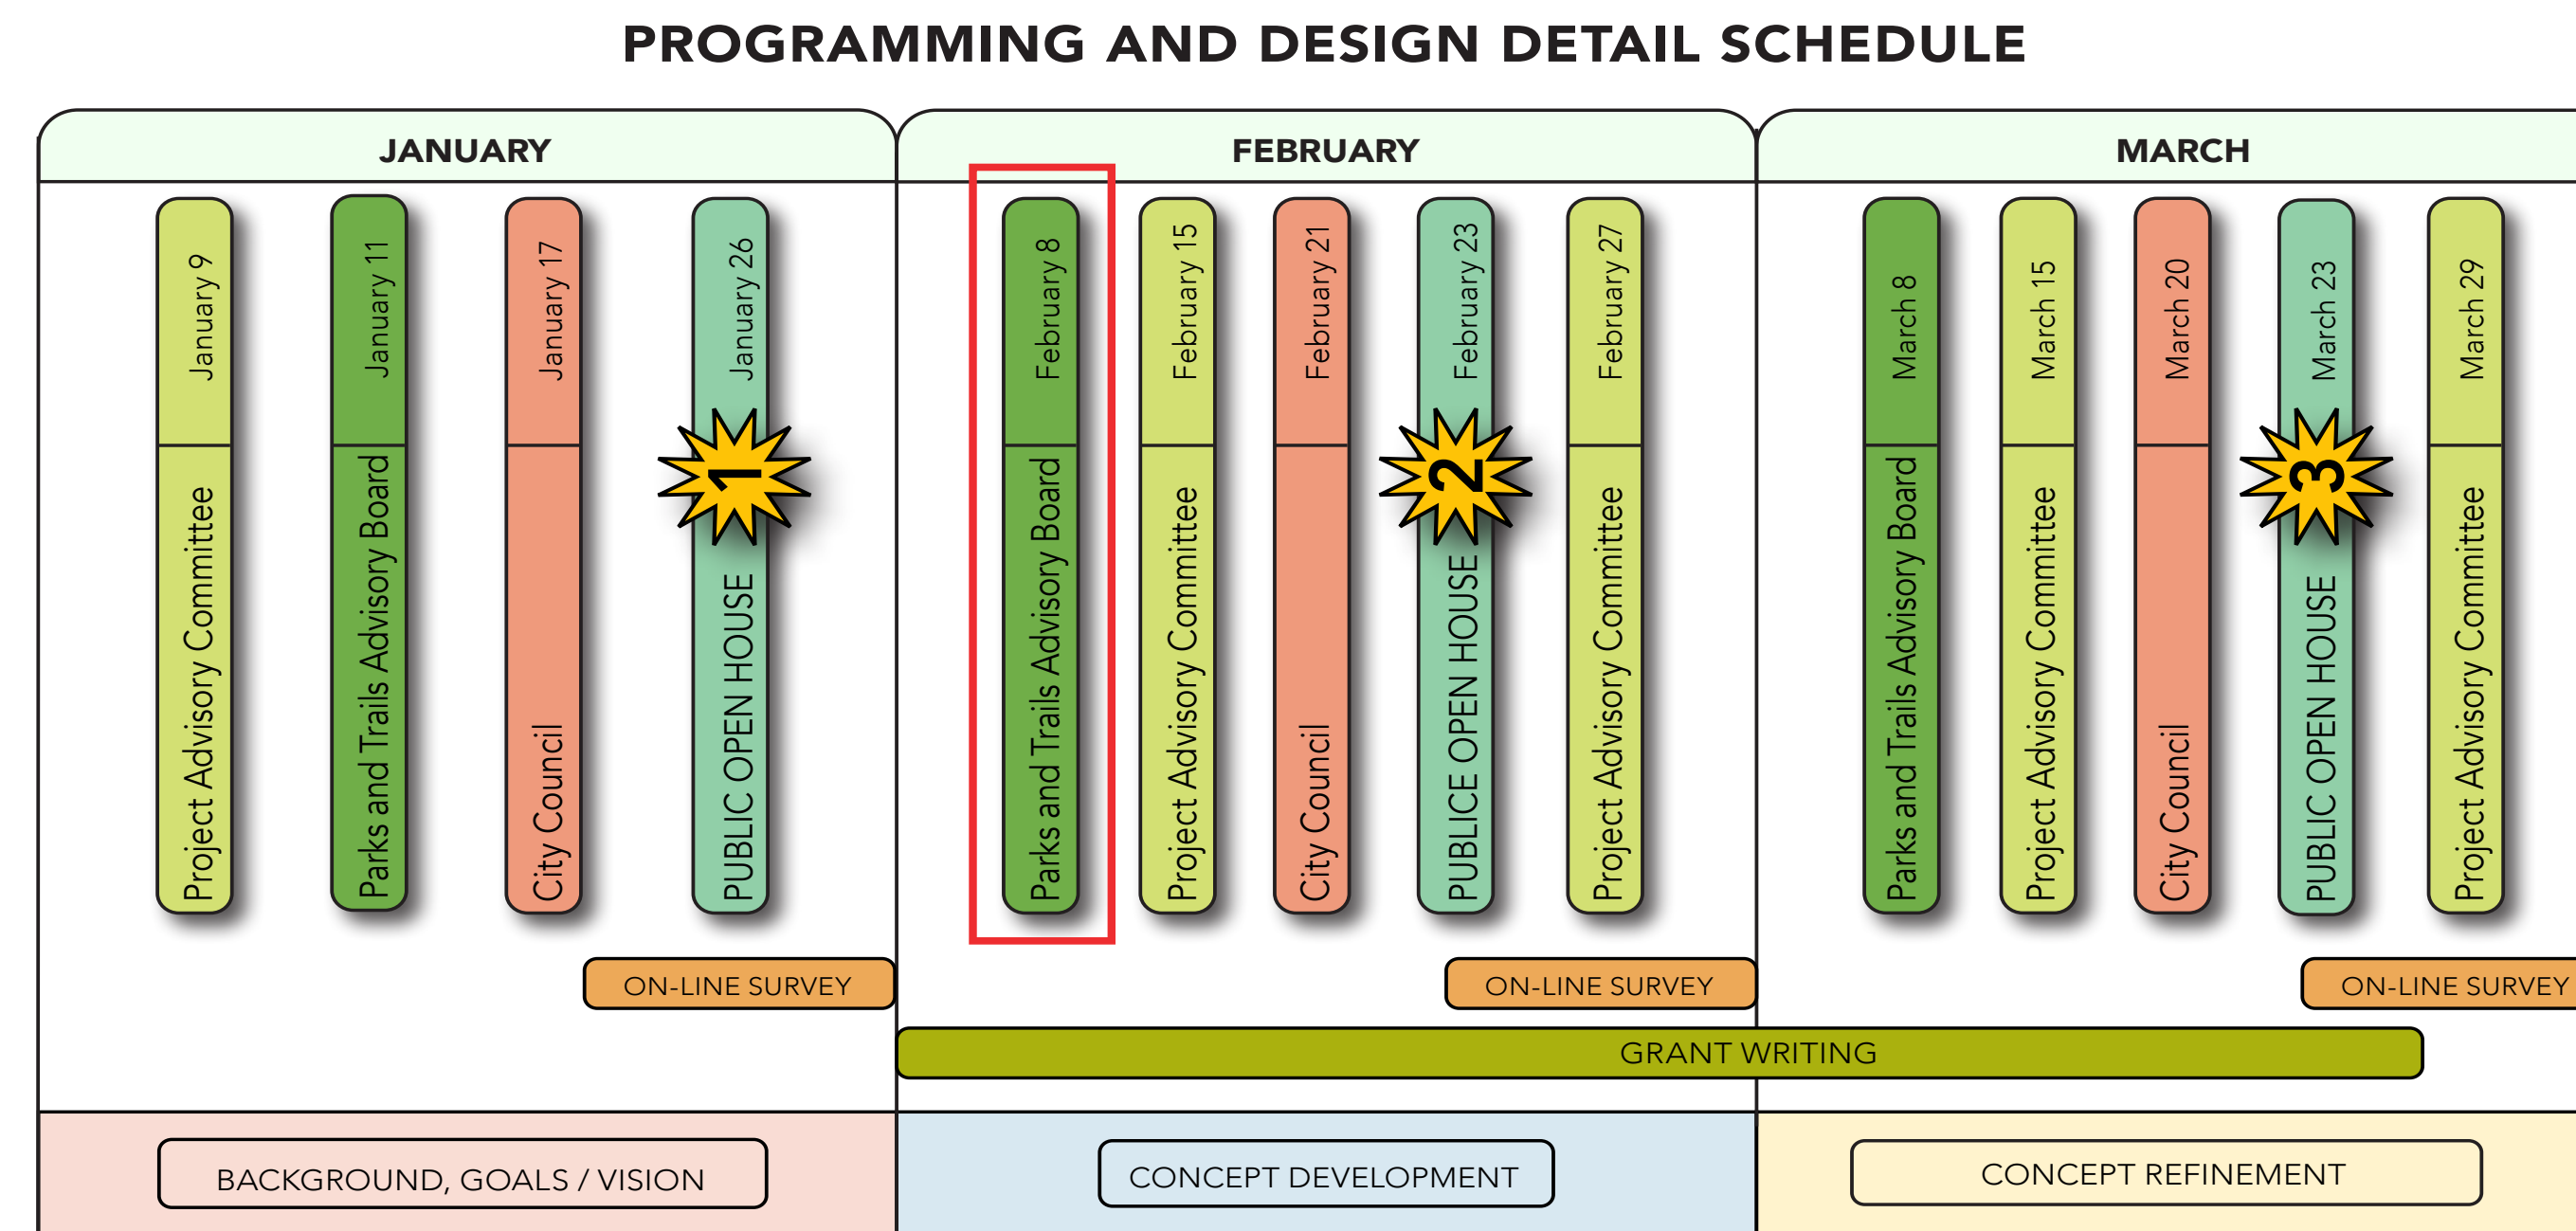 PROGRAMMING AND DESIGN DETAIL SCHEDULE
JANUARY
FEBRUARY
MARCH
Project Advisory Committee January 9
Parks and Trails Advisory Board January 11
City Council January 17
PUBLIC OPEN HOUSE 1 January 26
Parks and Trails Advisory Board February 8
Project Advisory Committee February 15
City Council February 21
PUBLICE OPEN HOUSE 2 February 23
Project Advisory Committee February 27
Parks and Trails Advisory Board March 8
Project Advisory Committee March 15
City Council March 20
PUBLIC OPEN HOUSE 3 March 23
Project Advisory Committee March 29
ON-LINE SURVEY
ON-LINE SURVEY
ON-LINE SURVEY
GRANT WRITING
BACKGROUND, GOALS / VISION
CONCEPT DEVELOPMENT
CONCEPT REFINEMENT